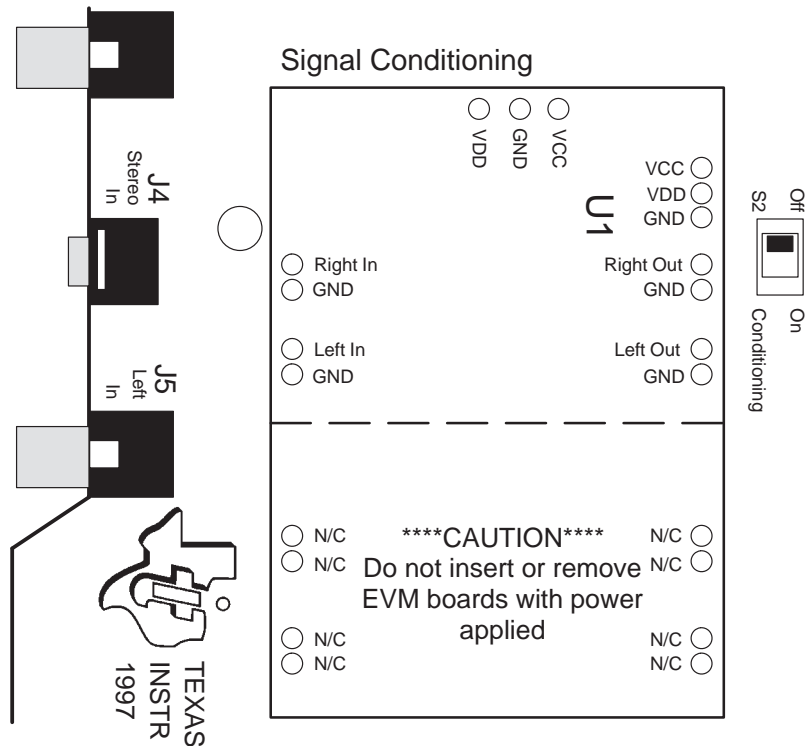 Signal Conditioning
VDD
GND
VCC
VCC
VDD
GND
U1
Right In
GND
Right Out
GND
Left In
GND
Left Out
GND
J4
Stereo
In
J5
Left
In
S2
Off
On
Conditioning
N/C
N/C
N/C
N/C
****CAUTION****
Do not insert or remove
EVM boards with power
applied
N/C
N/C
N/C
N/C
TEXAS
INSTR
1997